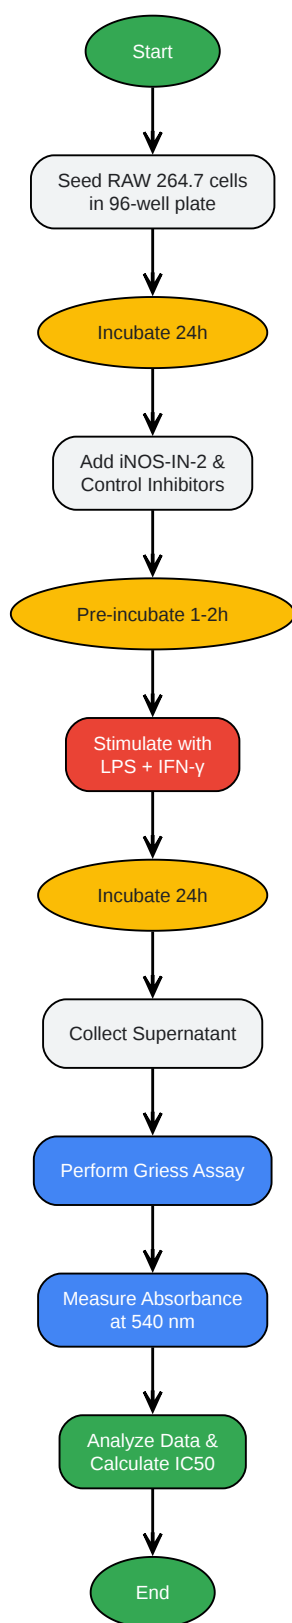 Start
Seed RAW 264.7 cells
in 96-well plate
Incubate 24h
Add iNOS-IN-2 &
Control Inhibitors
Pre-incubate 1-2h
Stimulate with
LPS + IFN-γ
Incubate 24h
Collect Supernatant
Perform Griess Assay
Measure Absorbance
at 540 nm
Analyze Data &
Calculate IC50
End